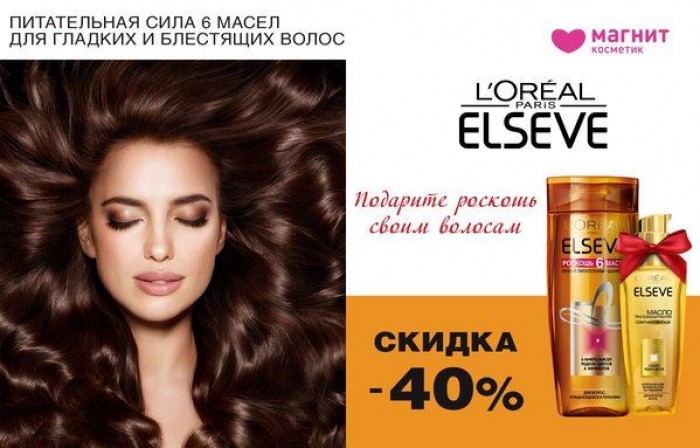 ПИТАТЕЛЬНАЯ СИЛА 6 МАСЕЛ
ДЛЯ ГЛАДКИХ И БЛЕСТЯЩИХ ВОЛОС
МАГНИТ
косметик
L'ORÉAL
PARIS
ELSEVE
Подарите роскошь
своим волосам
L'ORÉAL
ELSEVE
РОСКОШЬ 6 МАСЕЛ
L'ORÉAL
ELSEVE
МАСЛО
СКИДКА
-40%